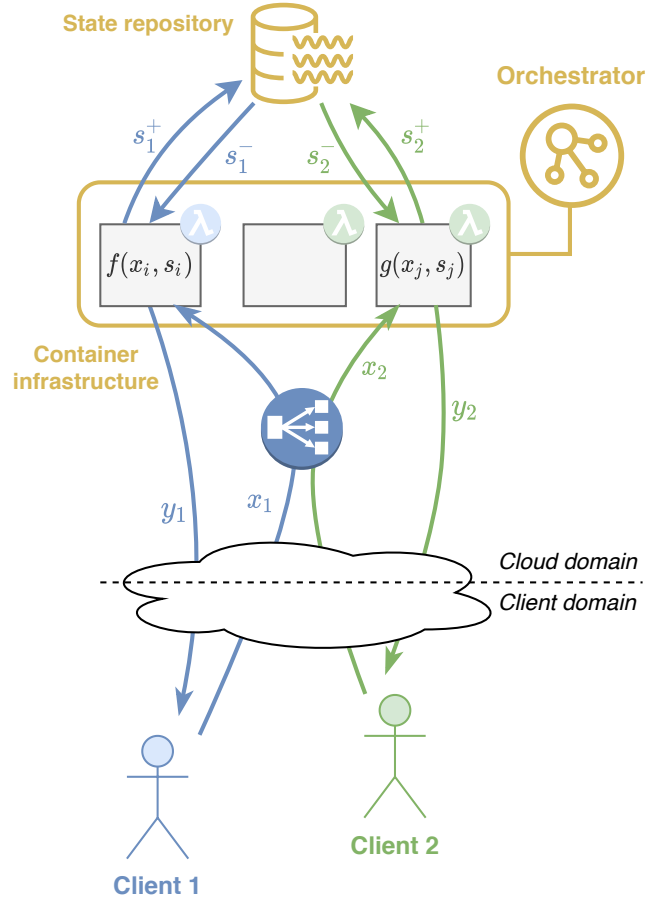 State repository
Orchestrator
s₁⁺
s₁⁻
s₂⁻
s₂⁺
λ
λ
λ
f(xᵢ, sᵢ)
g(xⱼ, sⱼ)
Container
infrastructure
x₂
y₂
x₁
y₁
Cloud domain
Client domain
Client 2
Client 1